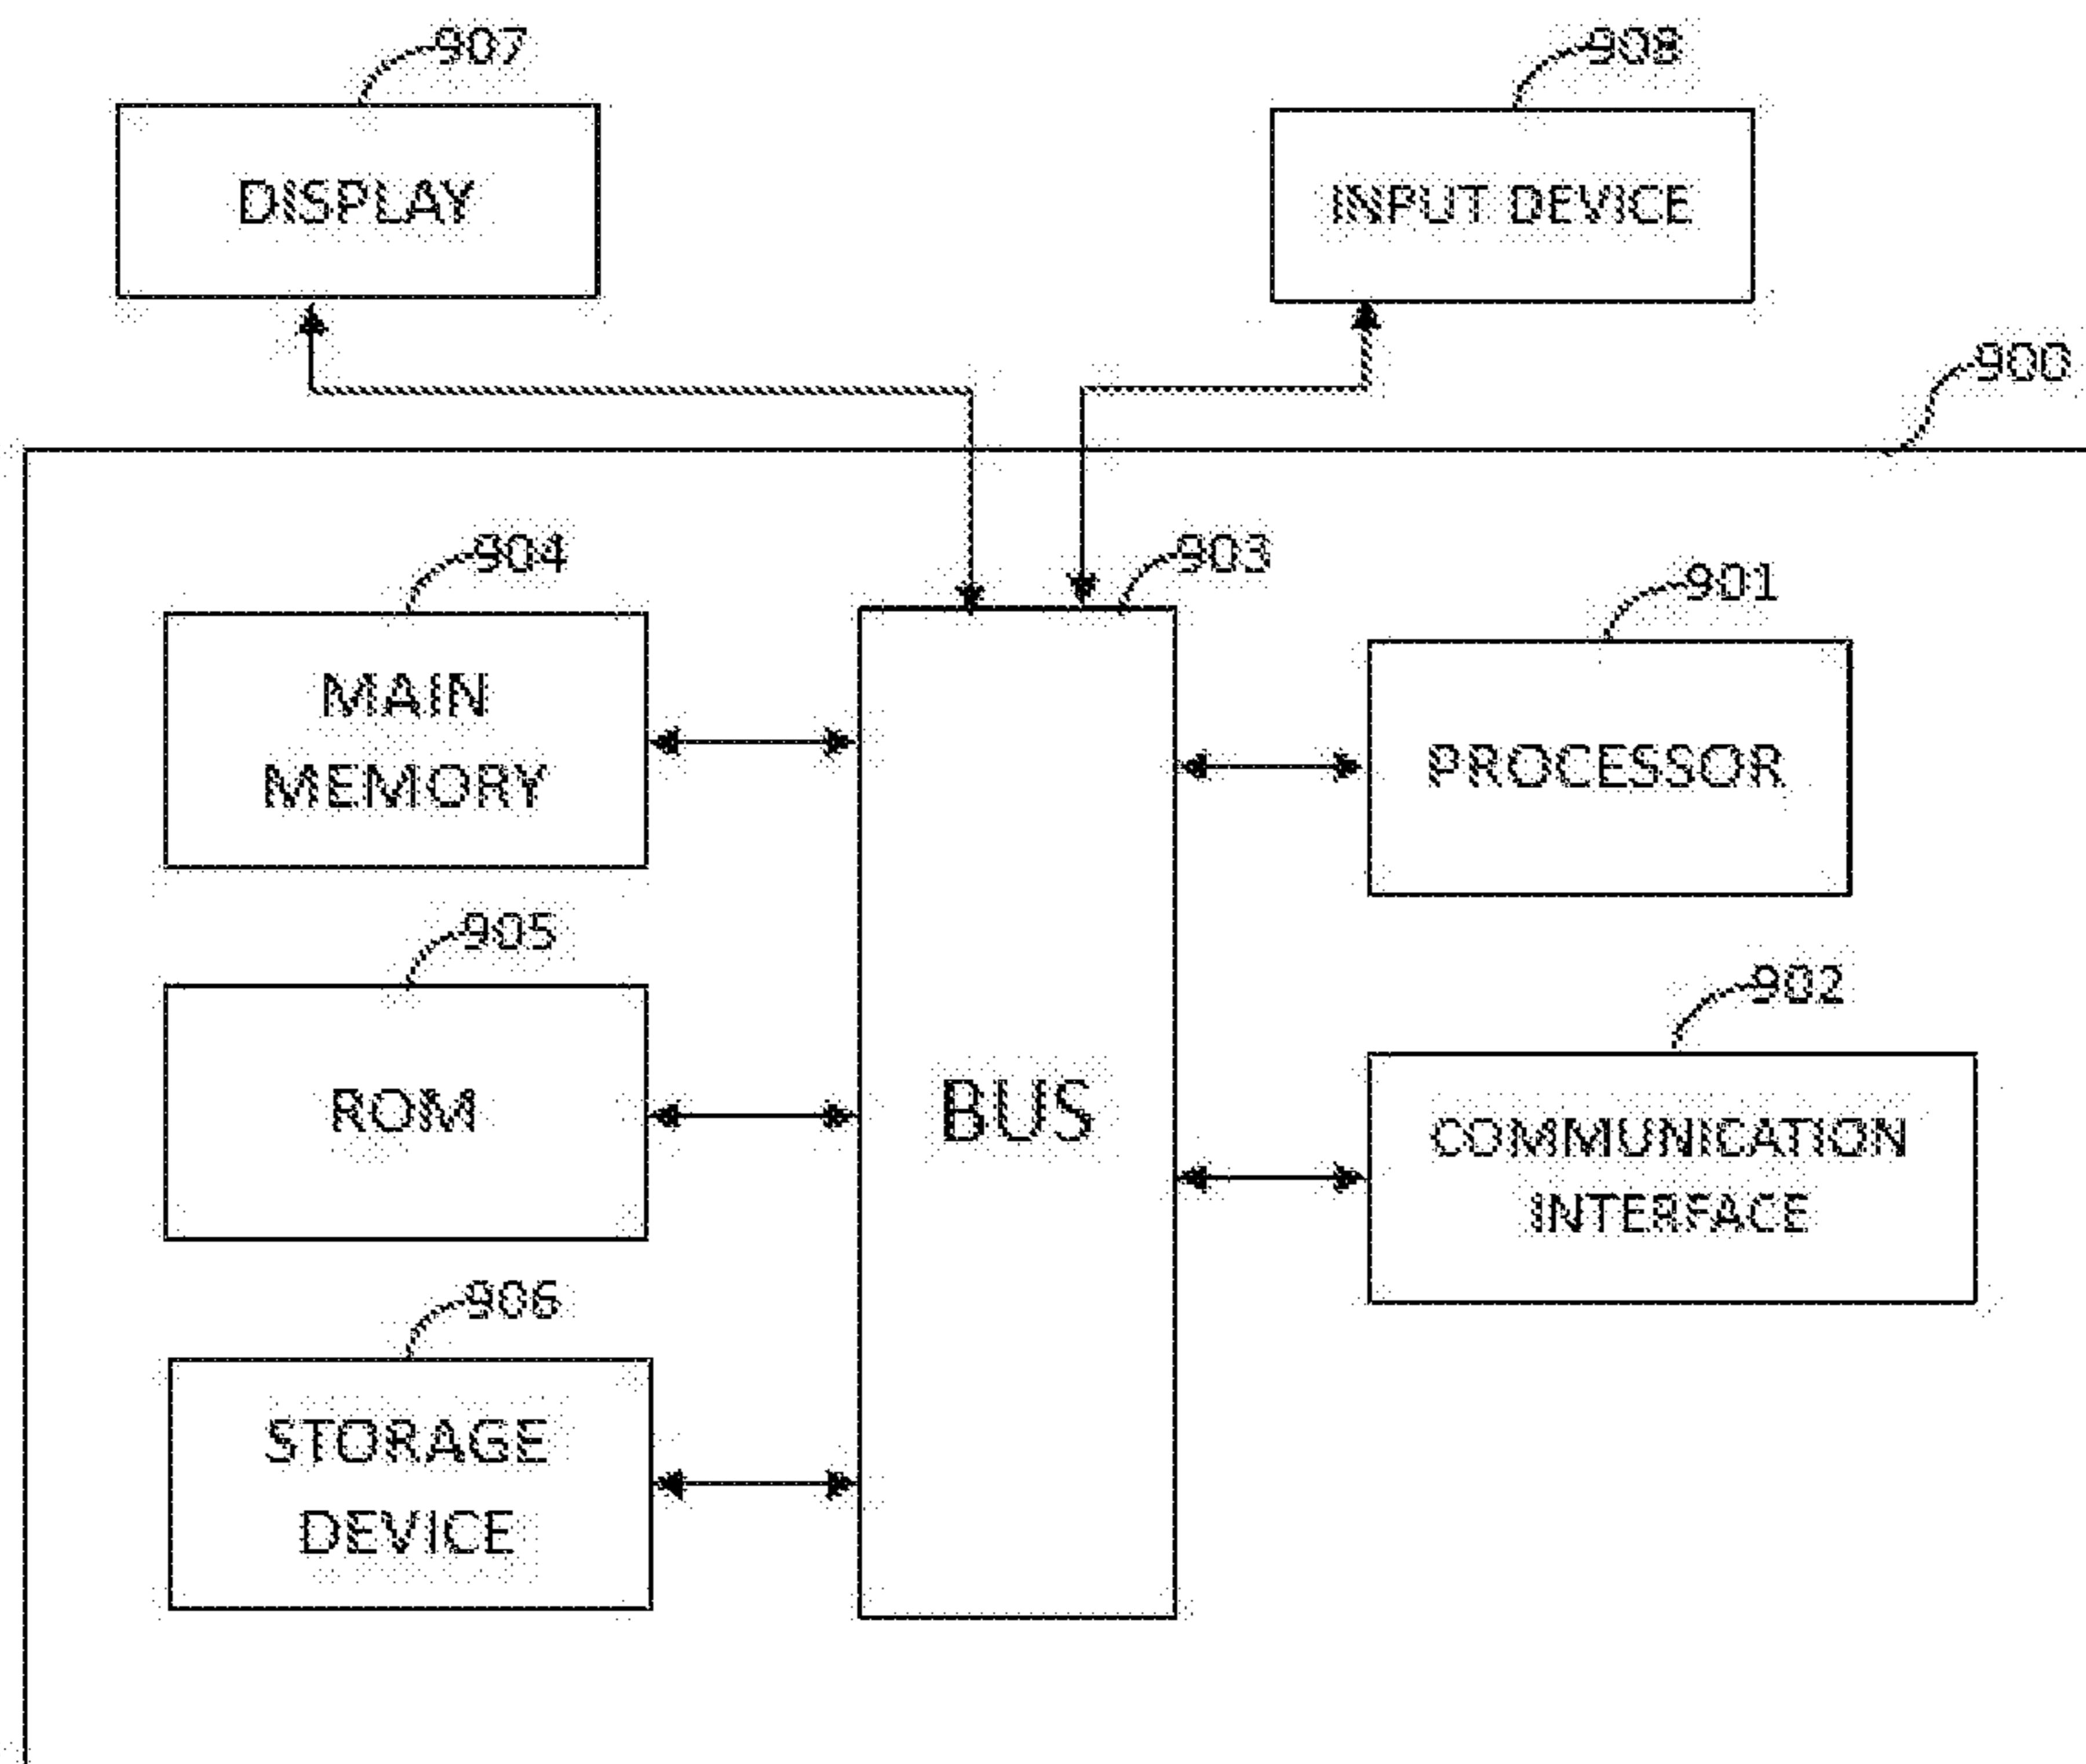 907
908
DISPLAY
INPUT DEVICE
900
904
903
901
MAIN
MEMORY
PROCESSOR
905
902
ROM
BUS
COMMUNICATION
INTERFACE
906
STORAGE
DEVICE